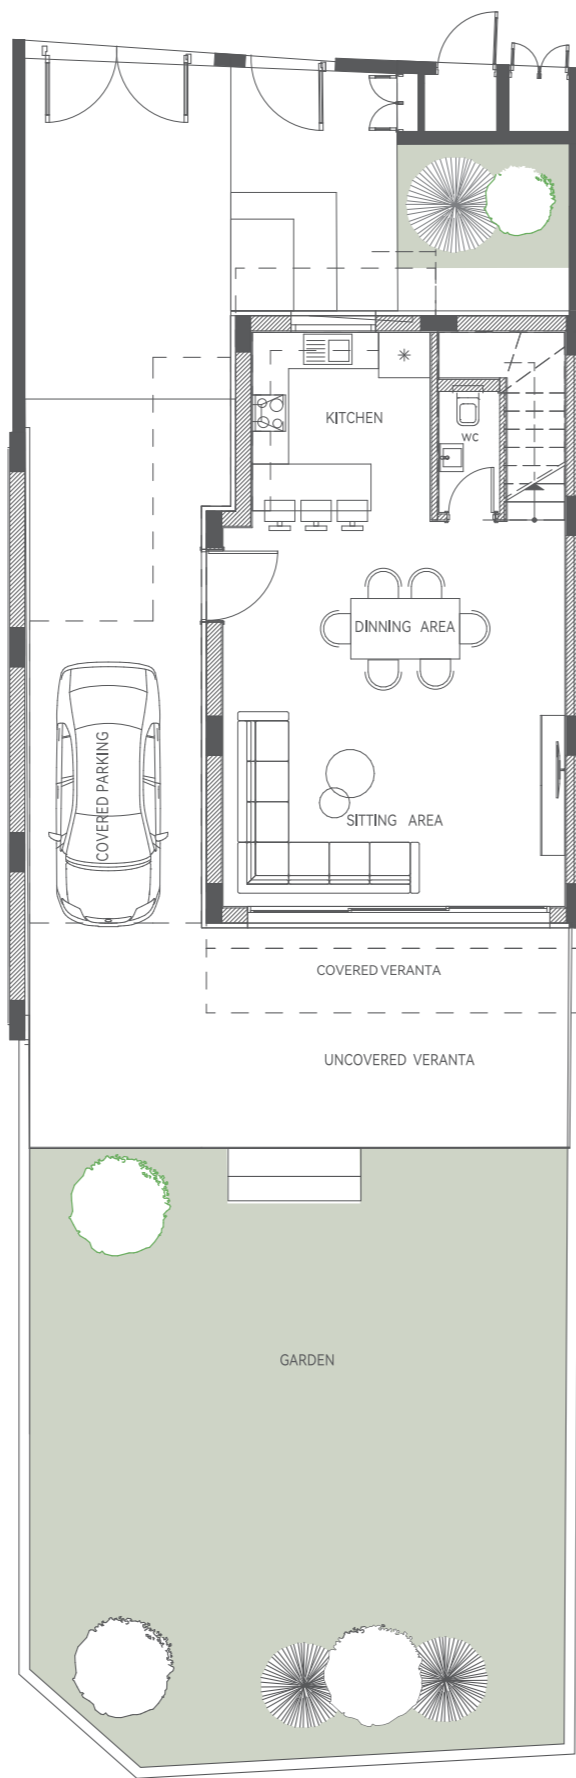 KITCHEN
WC
DINNING AREA
COVERED PARKING
SITTING AREA
COVERED VERANTA
UNCOVERED VERANTA
GARDEN